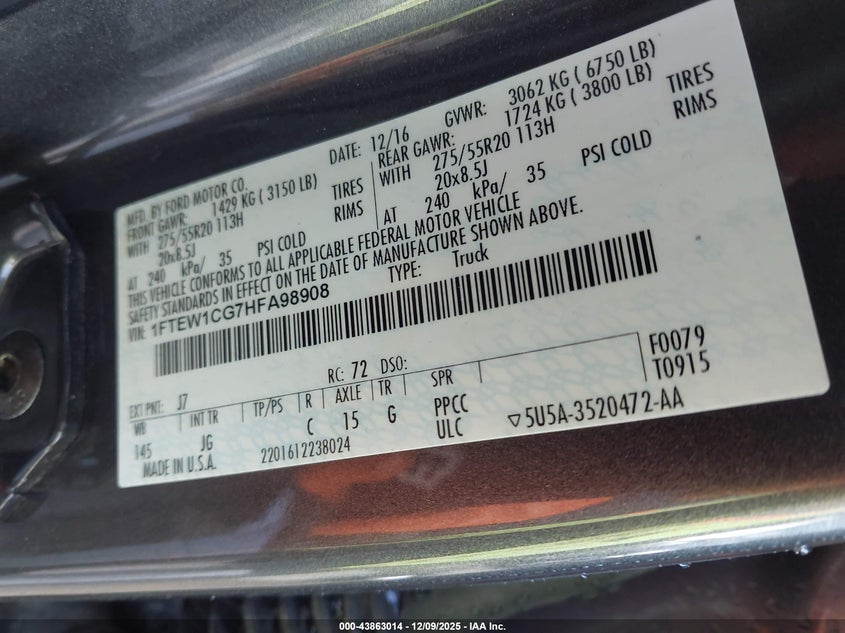 MFD. BY FORD MOTOR CO.
DATE: 12/16
GVWR: 3062 KG ( 6750 LB)
FRONT GAWR: 1429 KG ( 3150 LB)
REAR GAWR: 1724 KG ( 3800 LB)
WITH 275/55R20 113H TIRES
WITH 275/55R20 113H TIRES
20x8.5J RIMS
20x8.5J RIMS
AT 240 kPa/ 35 PSI COLD
AT 240 kPa/ 35 PSI COLD
THIS VEHICLE CONFORMS TO ALL APPLICABLE FEDERAL MOTOR VEHICLE
SAFETY STANDARDS IN EFFECT ON THE DATE OF MANUFACTURE SHOWN ABOVE.
VIN: 1FTEW1CG7HFA98908
TYPE: Truck
EXT PNT: J7 RC: 72 DSO:
F0079
T0915
WB INT TR TP/PS R AXLE TR SPR
145 JG C 15 G PPCC
ULC
▽5U5A-3520472-AA
MADE IN U.S.A. 2201612238024
000-43863014 - 12/09/2025 - IAA Inc.